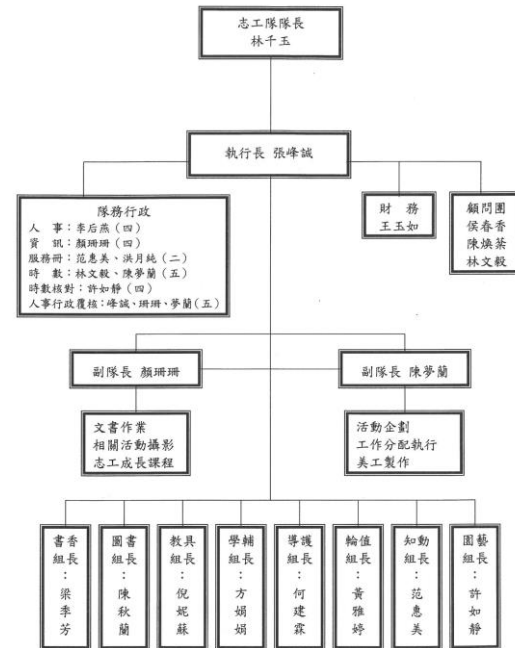 志工隊隊長
林千玉
執行長 張峰誠
隊務行政
人　事：李后燕(四)
資　訊：顏珊珊(四)
服務冊：范惠美、洪月純(二)
時　數：林文毅、陳夢蘭(五)
時數核對：許如靜(四)
人事行政覆核：峰誠、珊珊、夢蘭(五)
財　務
王玉如
顧問團
侯春香
陳煥棻
林文毅
副隊長 顏珊珊
副隊長 陳夢蘭
文書作業
相關活動攝影
志工成長課程
活動企劃
工作分配執行
美工製作
書香組長：梁季芳
圖書組長：陳秋蘭
教具組長：倪妮蘇
學輔組長：方娟娟
導護組長：何建霖
輪值組長：黃雅婷
知動組長：范惠美
園藝組長：許如靜